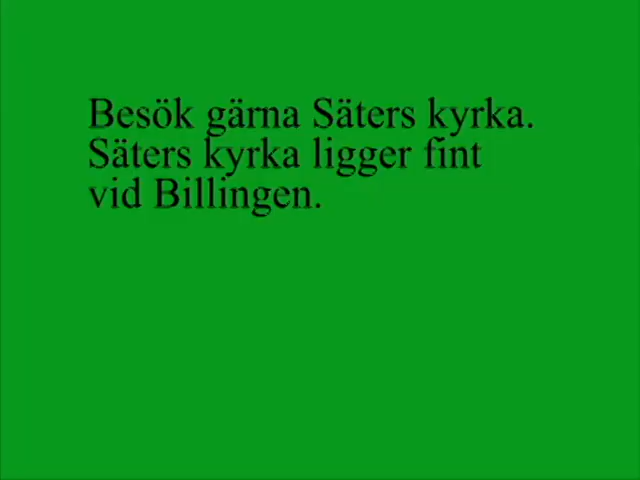 Besök gärna Säters kyrka.
Säters kyrka ligger fint
vid Billingen.